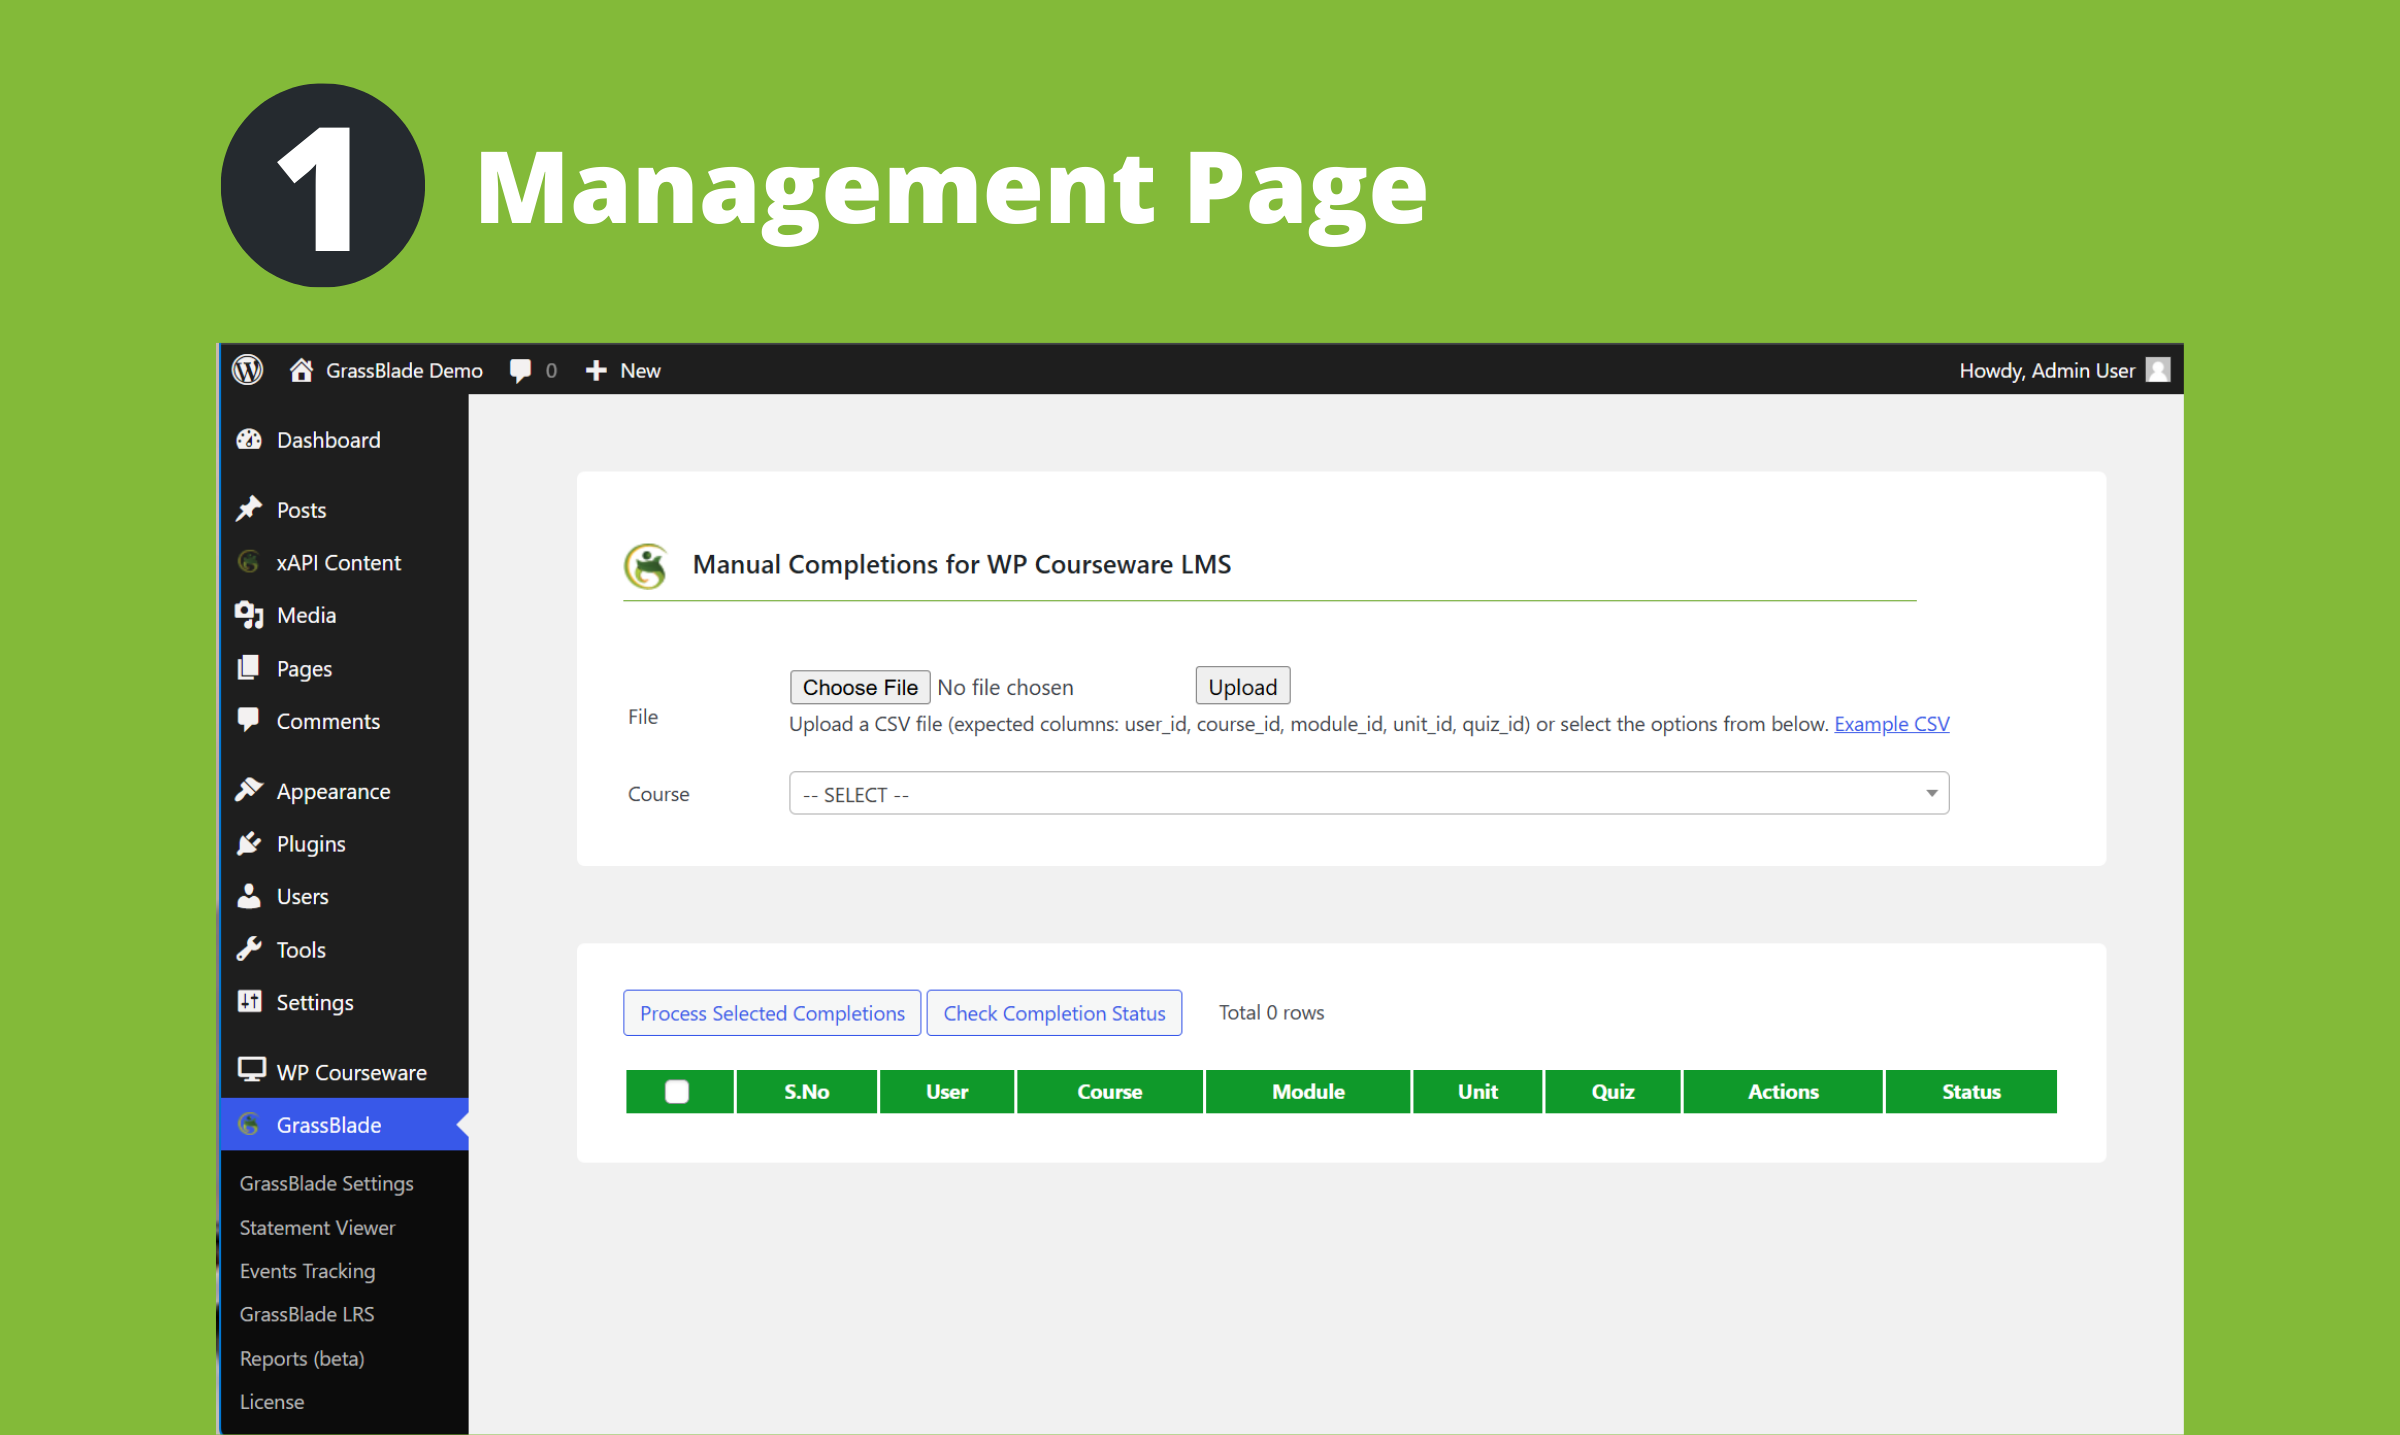 1 Management Page
GrassBlade Demo 0 New Howdy, Admin User
Dashboard
Posts
xAPI Content
Media
Pages
Comments
Appearance
Plugins
Users
Tools
Settings
WP Courseware
GrassBlade
GrassBlade Settings
Statement Viewer
Events Tracking
GrassBlade LRS
Reports (beta)
License
Manual Completions for WP Courseware LMS
File
Choose File No file chosen Upload
Upload a CSV file (expected columns: user_id, course_id, module_id, unit_id, quiz_id) or select the options from below. Example CSV
Course -- SELECT --
Process Selected Completions Check Completion Status Total 0 rows
S.No User Course Module Unit Quiz Actions Status